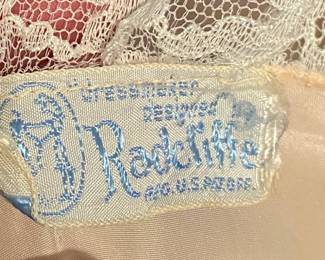 Dressmaker
Designed
Radcliffe
REG. U.S. PAT. OFF.